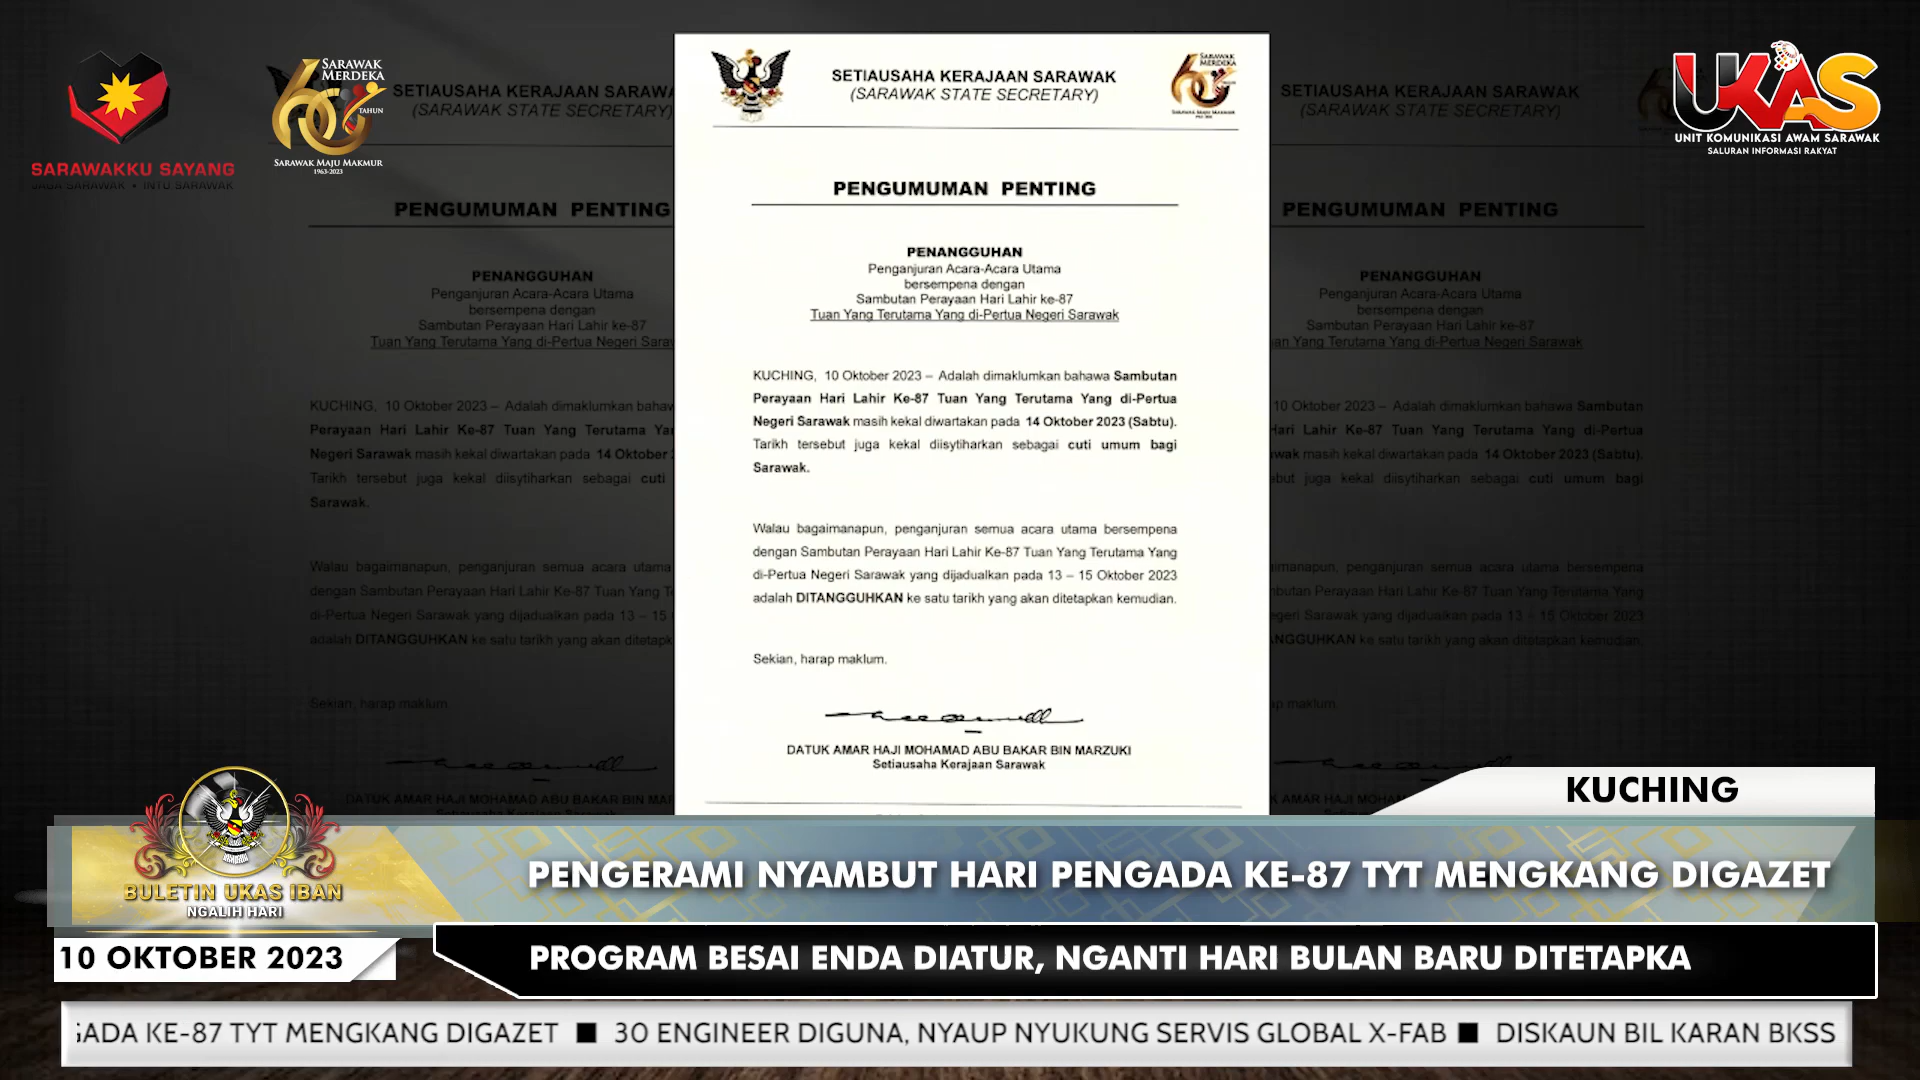 SARAWAKKU SAYANG
JAGA SARAWAK • INTU SARAWAK
SARAWAK
MERDEKA
60
TAHUN
SARAWAK MAJU MAKMUR
1963-2023
UKAS
UNIT KOMUNIKASI AWAM SARAWAK
SALURAN INFORMASI RAKYAT
SETIAUSAHA KERAJAAN SARAWAK
(SARAWAK STATE SECRETARY)
SARAWAK
MERDEKA
PENGUMUMAN PENTING
PENANGGUHAN
Penganjuran Acara-Acara Utama
bersempena dengan
Sambutan Perayaan Hari Lahir ke-87
Tuan Yang Terutama Yang di-Pertua Negeri Sarawak
KUCHING, 10 Oktober 2023 – Adalah dimaklumkan bahawa Sambutan
Perayaan Hari Lahir Ke-87 Tuan Yang Terutama Yang di-Pertua
Negeri Sarawak masih kekal diwartakan pada 14 Oktober 2023 (Sabtu).
Tarikh tersebut juga kekal diisytiharkan sebagai cuti umum bagi
Sarawak.
Walau bagaimanapun, penganjuran semua acara utama bersempena
dengan Sambutan Perayaan Hari Lahir Ke-87 Tuan Yang Terutama Yang
di-Pertua Negeri Sarawak yang dijadualkan pada 13 – 15 Oktober 2023
adalah DITANGGUHKAN ke satu tarikh yang akan ditetapkan kemudian.
Sekian, harap maklum.
DATUK AMAR HAJI MOHAMAD ABU BAKAR BIN MARZUKI
Setiausaha Kerajaan Sarawak
KUCHING
BULETIN UKAS IBAN
NGALIH HARI
PENGERAMI NYAMBUT HARI PENGADA KE-87 TYT MENGKANG DIGAZET
10 OKTOBER 2023
PROGRAM BESAI ENDA DIATUR, NGANTI HARI BULAN BARU DITETAPKA
GADA KE-87 TYT MENGKANG DIGAZET ■ 30 ENGINEER DIGUNA, NYAUP NYUKUNG SERVIS GLOBAL X-FAB ■ DISKAUN BIL KARAN BKSS